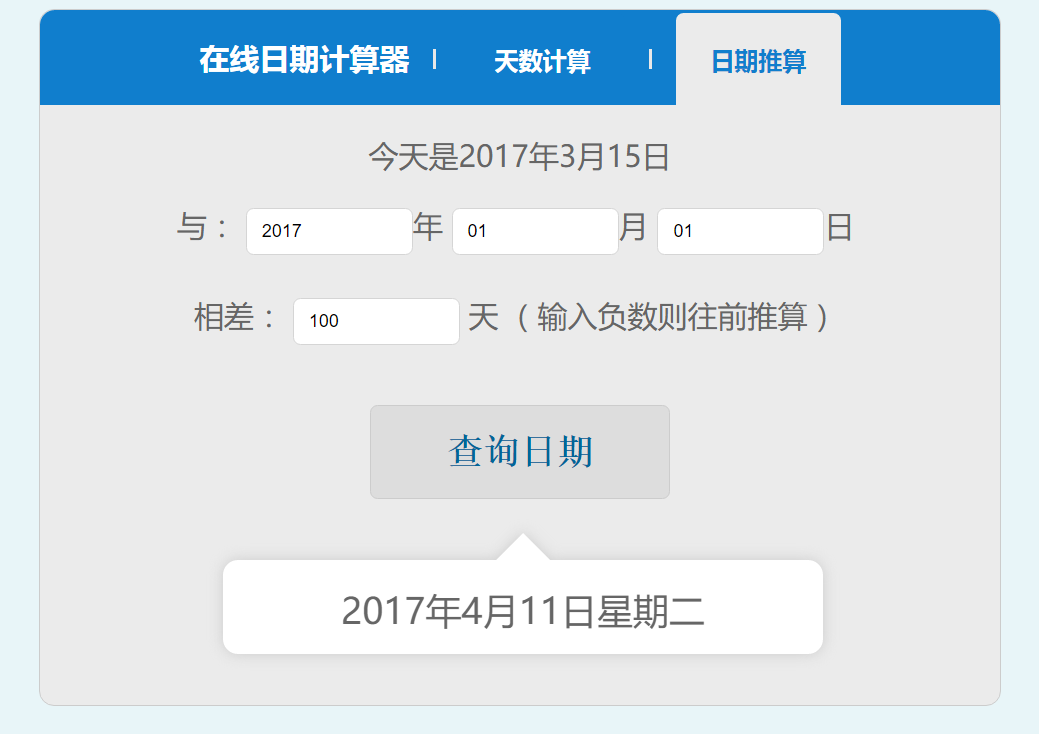 在线日期计算器 | 天数计算 | 日期推算
今天是2017年3月15日
与： 2017 年 01 月 01 日
相差： 100 天（输入负数则往前推算）
查询日期
2017年4月11日星期二